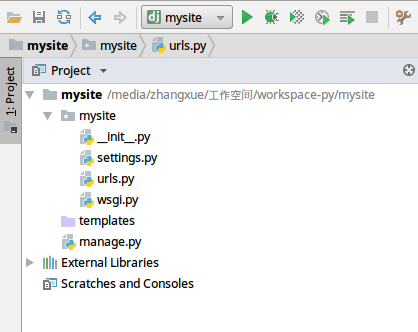 dj mysite
mysite mysite urls.py
1: Project
Project
mysite /media/zhangxue/工作空间/workspace-py/mysite
mysite
__init__.py
settings.py
urls.py
wsgi.py
templates
manage.py
External Libraries
Scratches and Consoles